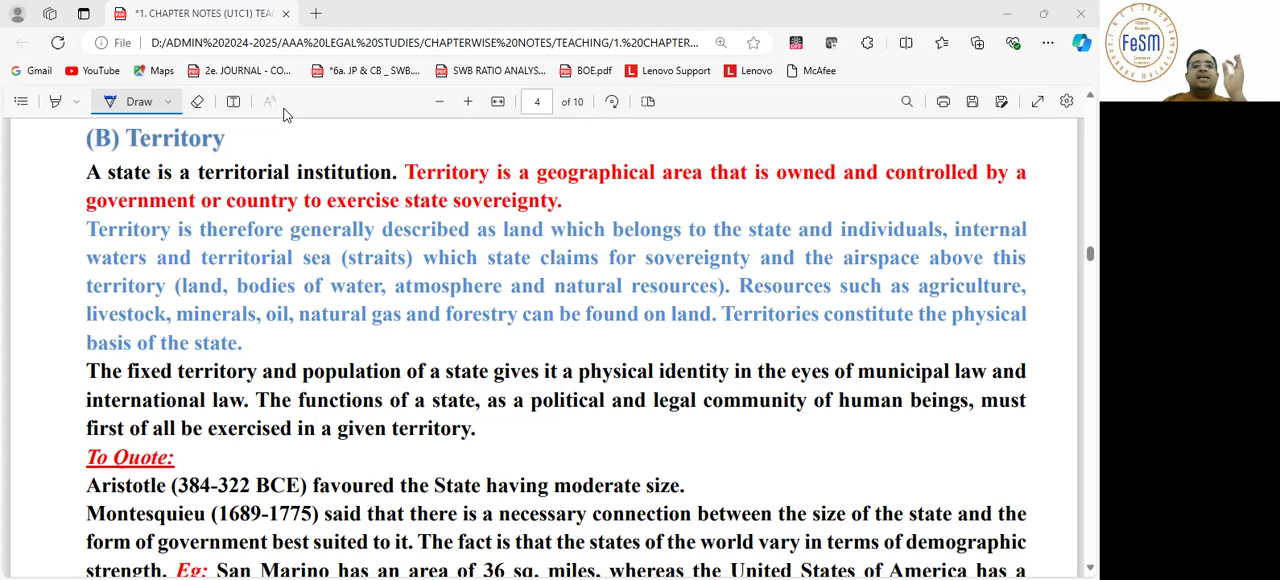 *1. CHAPTER NOTES (U1C1) TEA
File
D:/ADMIN%202024-2025/AAA%20LEGAL%20STUDIES/CHAPTERWISE%20NOTES/TEACHING/1.%20CHAPTER...
Gmail YouTube Maps 2e. JOURNAL - CO... *6a. JP & CB _ SWB.... SWB RATIO ANALYS... BOE.pdf Lenovo Support Lenovo McAfee
Draw 4 of 10
(B) Territory
A state is a territorial institution. Territory is a geographical area that is owned and controlled by a
government or country to exercise state sovereignty.
Territory is therefore generally described as land which belongs to the state and individuals, internal
waters and territorial sea (straits) which state claims for sovereignty and the airspace above this
territory (land, bodies of water, atmosphere and natural resources). Resources such as agriculture,
livestock, minerals, oil, natural gas and forestry can be found on land. Territories constitute the physical
basis of the state.
The fixed territory and population of a state gives it a physical identity in the eyes of municipal law and
international law. The functions of a state, as a political and legal community of human beings, must
first of all be exercised in a given territory.
To Quote:
Aristotle (384-322 BCE) favoured the State having moderate size.
Montesquieu (1689-1775) said that there is a necessary connection between the size of the state and the
form of government best suited to it. The fact is that the states of the world vary in terms of demographic
strength. Eg: San Marino has an area of 36 sq. miles, whereas the United States of America has a
FeSM